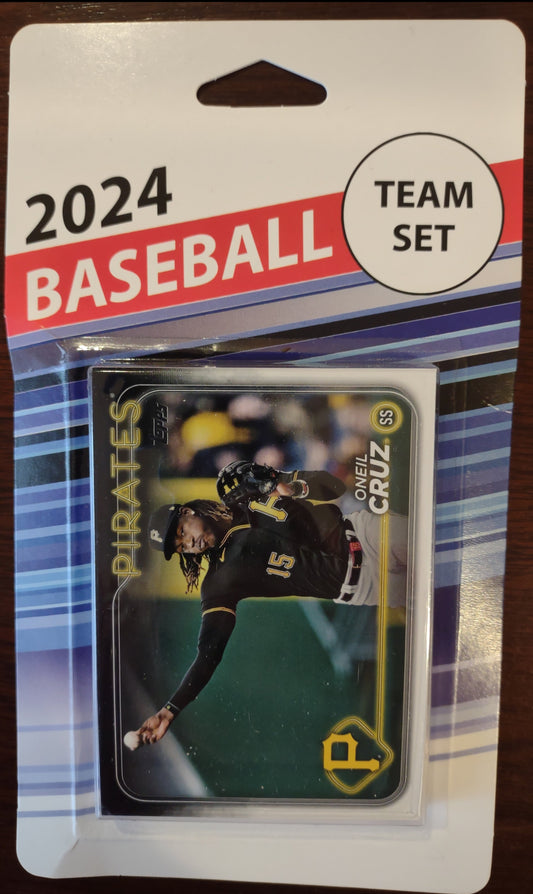 2024
BASEBALL
TEAM
SET
PIRATES
TOPPS
ONEIL
CRUZ
SS
P
15
P